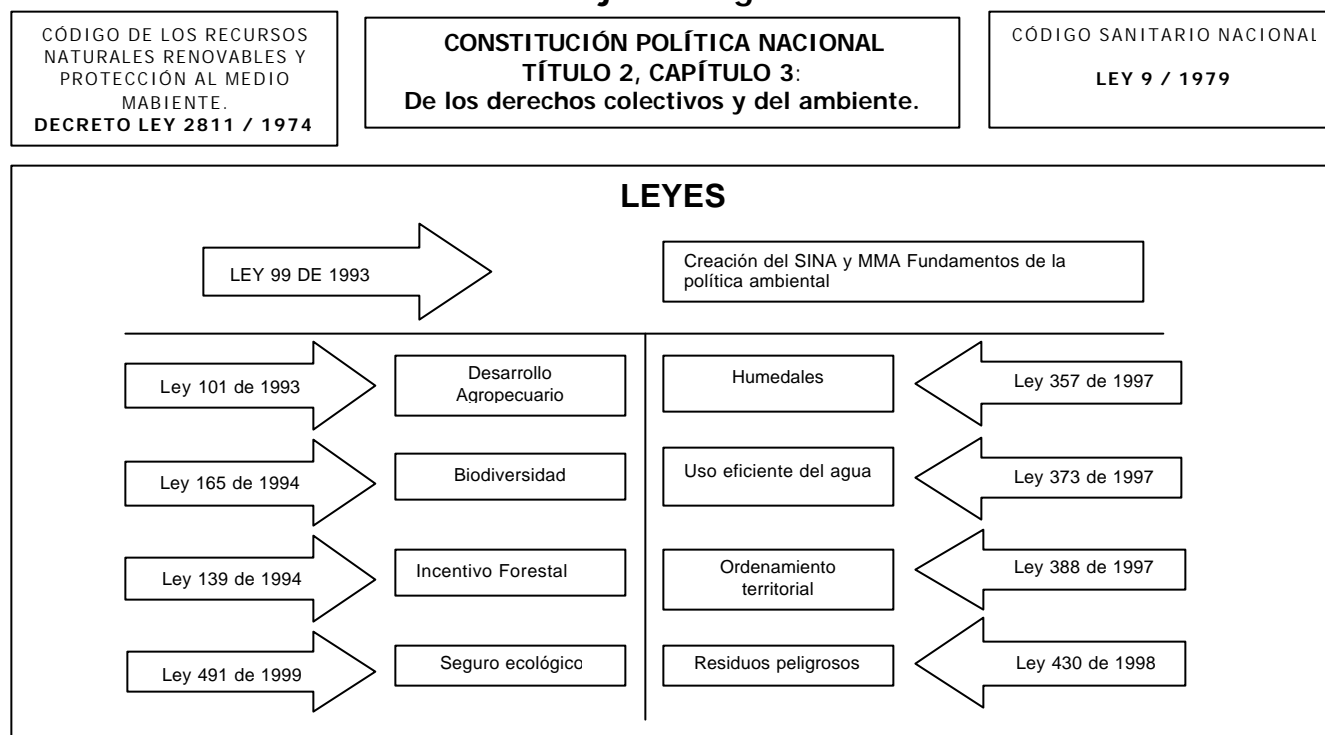 CÓDIGO DE LOS RECURSOS
NATURALES RENOVABLES Y
PROTECCIÓN AL MEDIO
MABIENTE.
DECRETO LEY 2811 / 1974
CONSTITUCIÓN POLÍTICA NACIONAL
TÍTULO 2, CAPÍTULO 3:
De los derechos colectivos y del ambiente.
CÓDIGO SANITARIO NACIONAL
LEY 9 / 1979
LEYES
LEY 99 DE 1993
Creación del SINA y MMA Fundamentos de la
política ambiental
Ley 101 de 1993
Desarrollo
Agropecuario
Humedales
Ley 357 de 1997
Ley 165 de 1994
Biodiversidad
Uso eficiente del agua
Ley 373 de 1997
Ley 139 de 1994
Incentivo Forestal
Ordenamiento
territorial
Ley 388 de 1997
Ley 491 de 1999
Seguro ecológico
Residuos peligrosos
Ley 430 de 1998